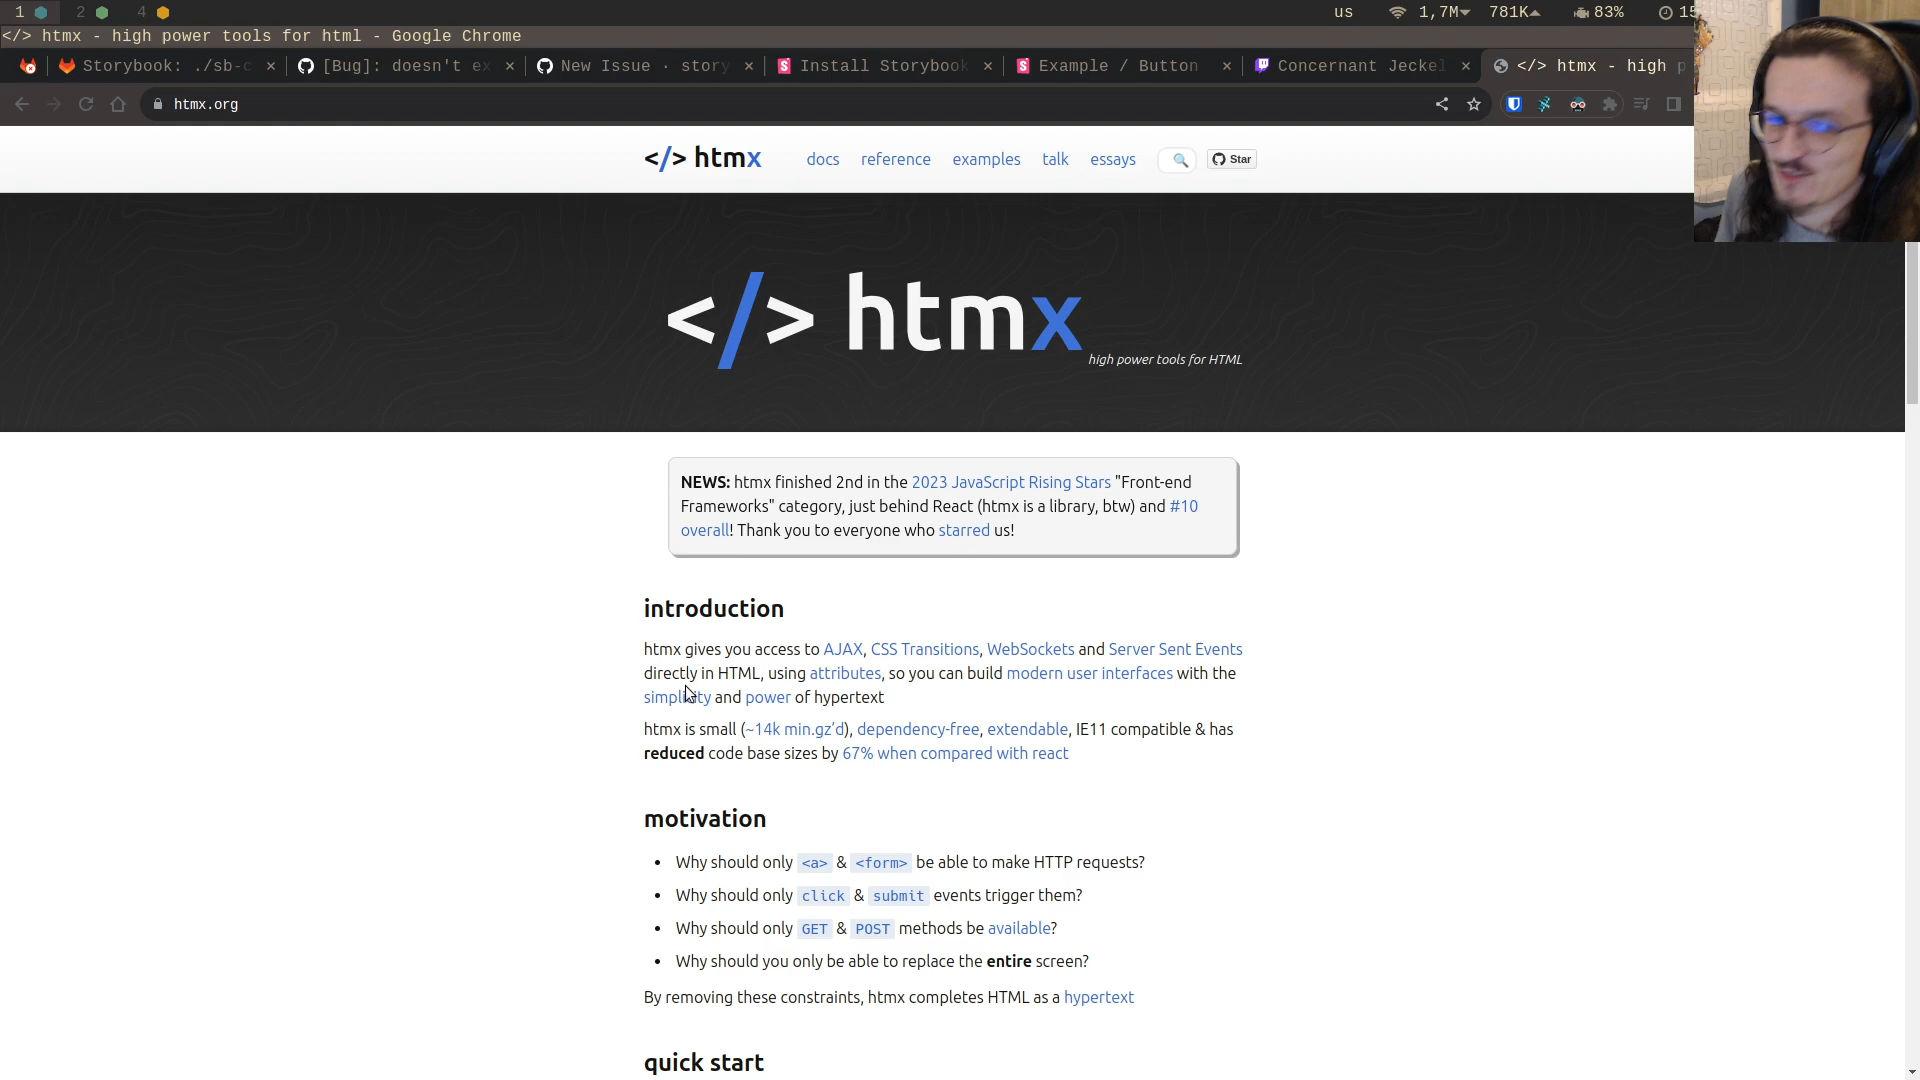 1 2 4 us 1,7M 781K 83% 15
</> htmx - high power tools for html - Google Chrome
Storybook: ./sb-c [Bug]: doesn't ex New Issue · story Install Storybook Example / Button Concernant Jeckel </> htmx - high p
htmx.org
</> htmx docs reference examples talk essays Star
</> htmx
high power tools for HTML
NEWS: htmx finished 2nd in the 2023 JavaScript Rising Stars "Front-end
Frameworks" category, just behind React (htmx is a library, btw) and #10
overall! Thank you to everyone who starred us!
introduction
htmx gives you access to AJAX, CSS Transitions, WebSockets and Server Sent Events
directly in HTML, using attributes, so you can build modern user interfaces with the
simplicity and power of hypertext
htmx is small (~14k min.gz’d), dependency-free, extendable, IE11 compatible & has
reduced code base sizes by 67% when compared with react
motivation
• Why should only <a> & <form> be able to make HTTP requests?
• Why should only click & submit events trigger them?
• Why should only GET & POST methods be available?
• Why should you only be able to replace the entire screen?
By removing these constraints, htmx completes HTML as a hypertext
quick start